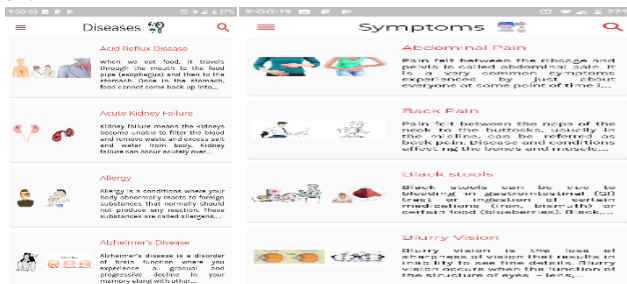 9:00:03
27%
Diseases
Acid Reflux Disease
When we eat food, it travels
through the mouth to the food
pipe (esophagus) and then to the
stomach. Once in the stomach,
food cannot come back up into,...
Acute Kidney Failure
Kidney failure means the kidneys
become unable to filter the blood
and remove waste and excess salt
and water from body. Kidney
failure can occur acutely over...
Allergy
Allergy is a conditions where your
body abnormally reacts to foreign
substances that normally should
not produce any reaction. These
substances are called allergens,...
Alzheimer's Disease
Alzheimer's disease is a disorder
of brain function where you
experience a gradual and
progressive decline in your
memory along with other...
9:00:19
27%
Symptoms
Abdominal Pain
Pain felt between the ribcage and
pelvis is called abdominal pain. It
is a very common symptoms
experienced by just about
everyone at some point of time i...
Back Pain
Pain felt between the nape of the
neck to the buttocks, usually in
the midline, can be referred as
back pain. Disease and conditions
affecting the bones and muscle,...
Black stools
Black stools can be due to
bleeding in gastrointestinal (GI)
tract or ingestion of certain
medications (iron, bismuth) or
certain food (blueberries). Black,...
Blurry Vision
Blurry vision is the loss of
sharpness of vision that results in
inability to see fine details. Blurry
vision occurs when the function of
the structure of eyes – lens,...